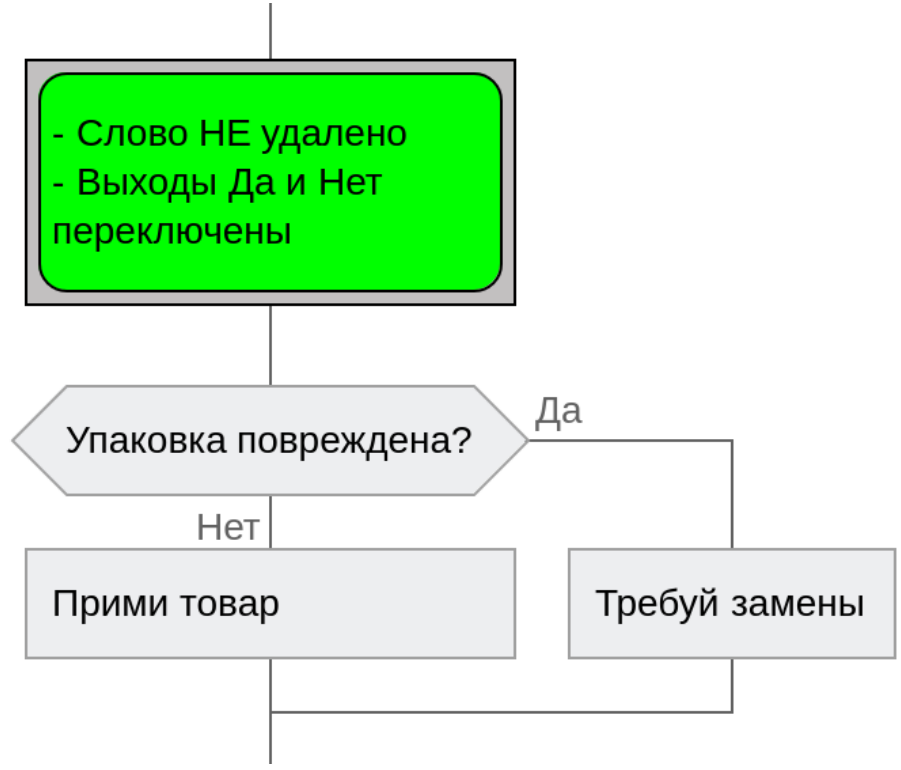 - Слово НЕ удалено
- Выходы Да и Нет
переключены
Упаковка повреждена?
Да
Нет
Прими товар
Требуй замены